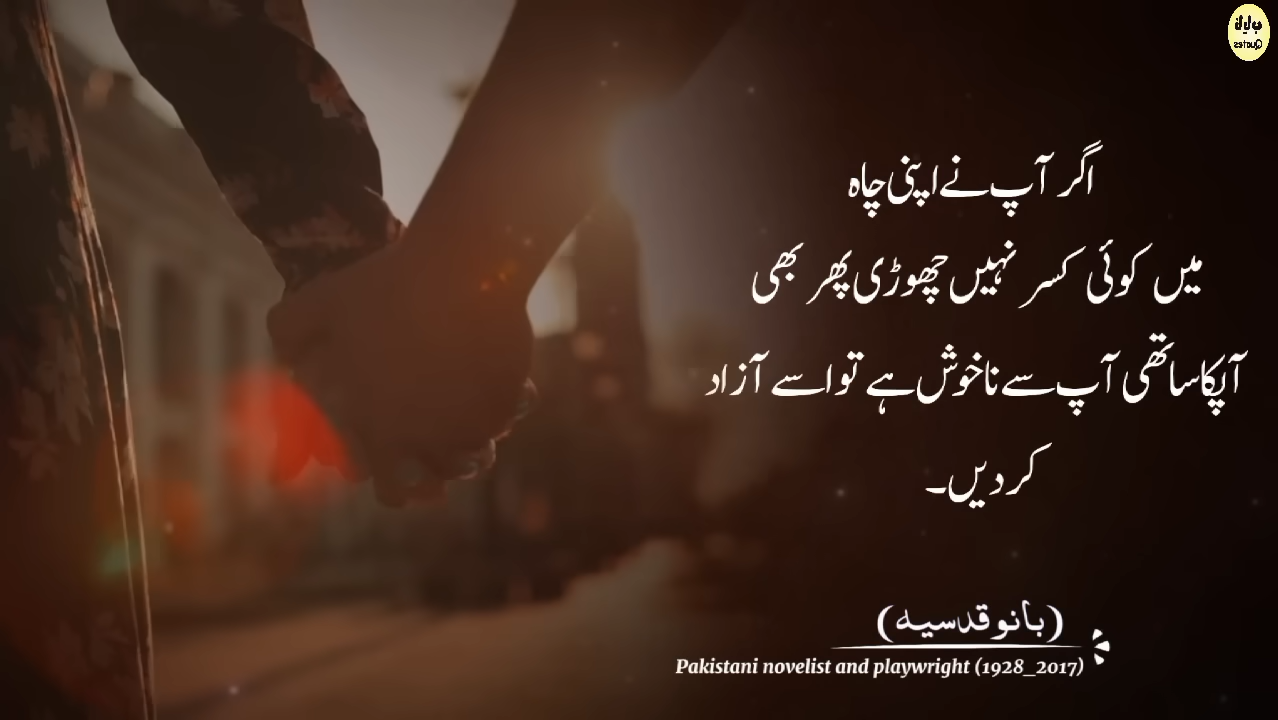 اگر آپ نے اپنی چاہ
میں کوئی کسر نہیں چھوڑی پھر بھی
آپکا ساتھی آپ سے ناخوش ہے تو اسے آزاد
کر دیں۔
(بانو قدسیہ)
Pakistani novelist and playwright (1928_2017)
Quotes